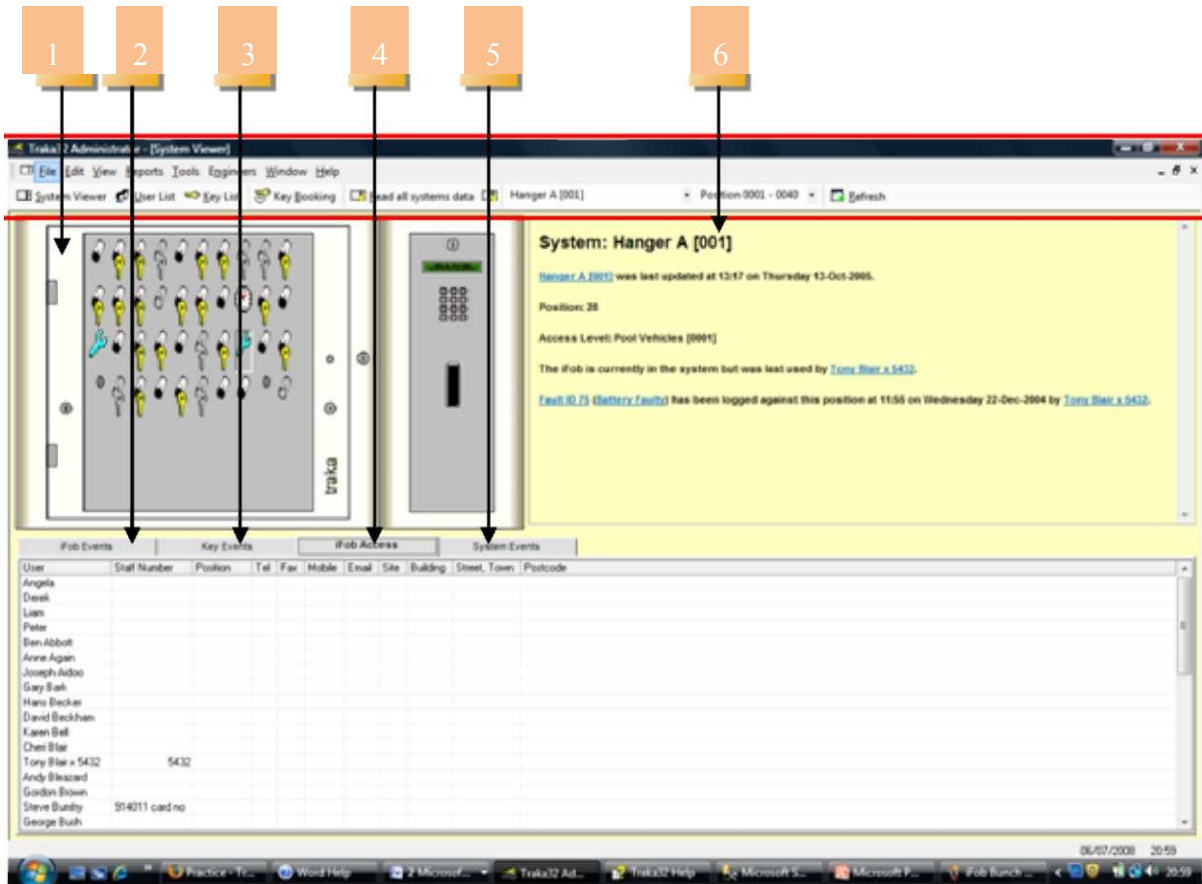 1 2 3 4 5 6
Traka32 Administrator - [System Viewer]
File Edit View Reports Tools Engineers Window Help
System Viewer User List Key List Key Booking Read all systems data Hanger A [001] Position 0001 - 0040 Refresh
traka
System: Hanger A [001]
Hanger A [001] was last updated at 13:17 on Thursday 13-Oct-2005.
Position: 28
Access Level: Pool Vehicles [0001]
The iFob is currently in the system but was last used by Tony Blair x 5432.
Fault ID 75 (Battery Faulty) has been logged against this position at 11:55 on Wednesday 22-Dec-2004 by Tony Blair x 5432.
iFob Events Key Events iFob Access System Events
User Staff Number Position Tel Fax Mobile Email Site Building Street, Town Postcode
Angela
Derek
Liam
Peter
Ben Abbott
Anne Again
Joseph Aidoo
Gary Bark
Hans Becker
David Beckham
Karen Bell
Cheri Blair
Tony Blair x 5432 5432
Andy Bleazard
Gordon Brown
Steve Bumby 914011 card no
George Bush
06/07/2008 20:59
Practice - Tr... Word Help 2 Microsof... Traka32 Ad... Traka32 Help Microsoft S... Microsoft P... iFob Bunch ... 20:59